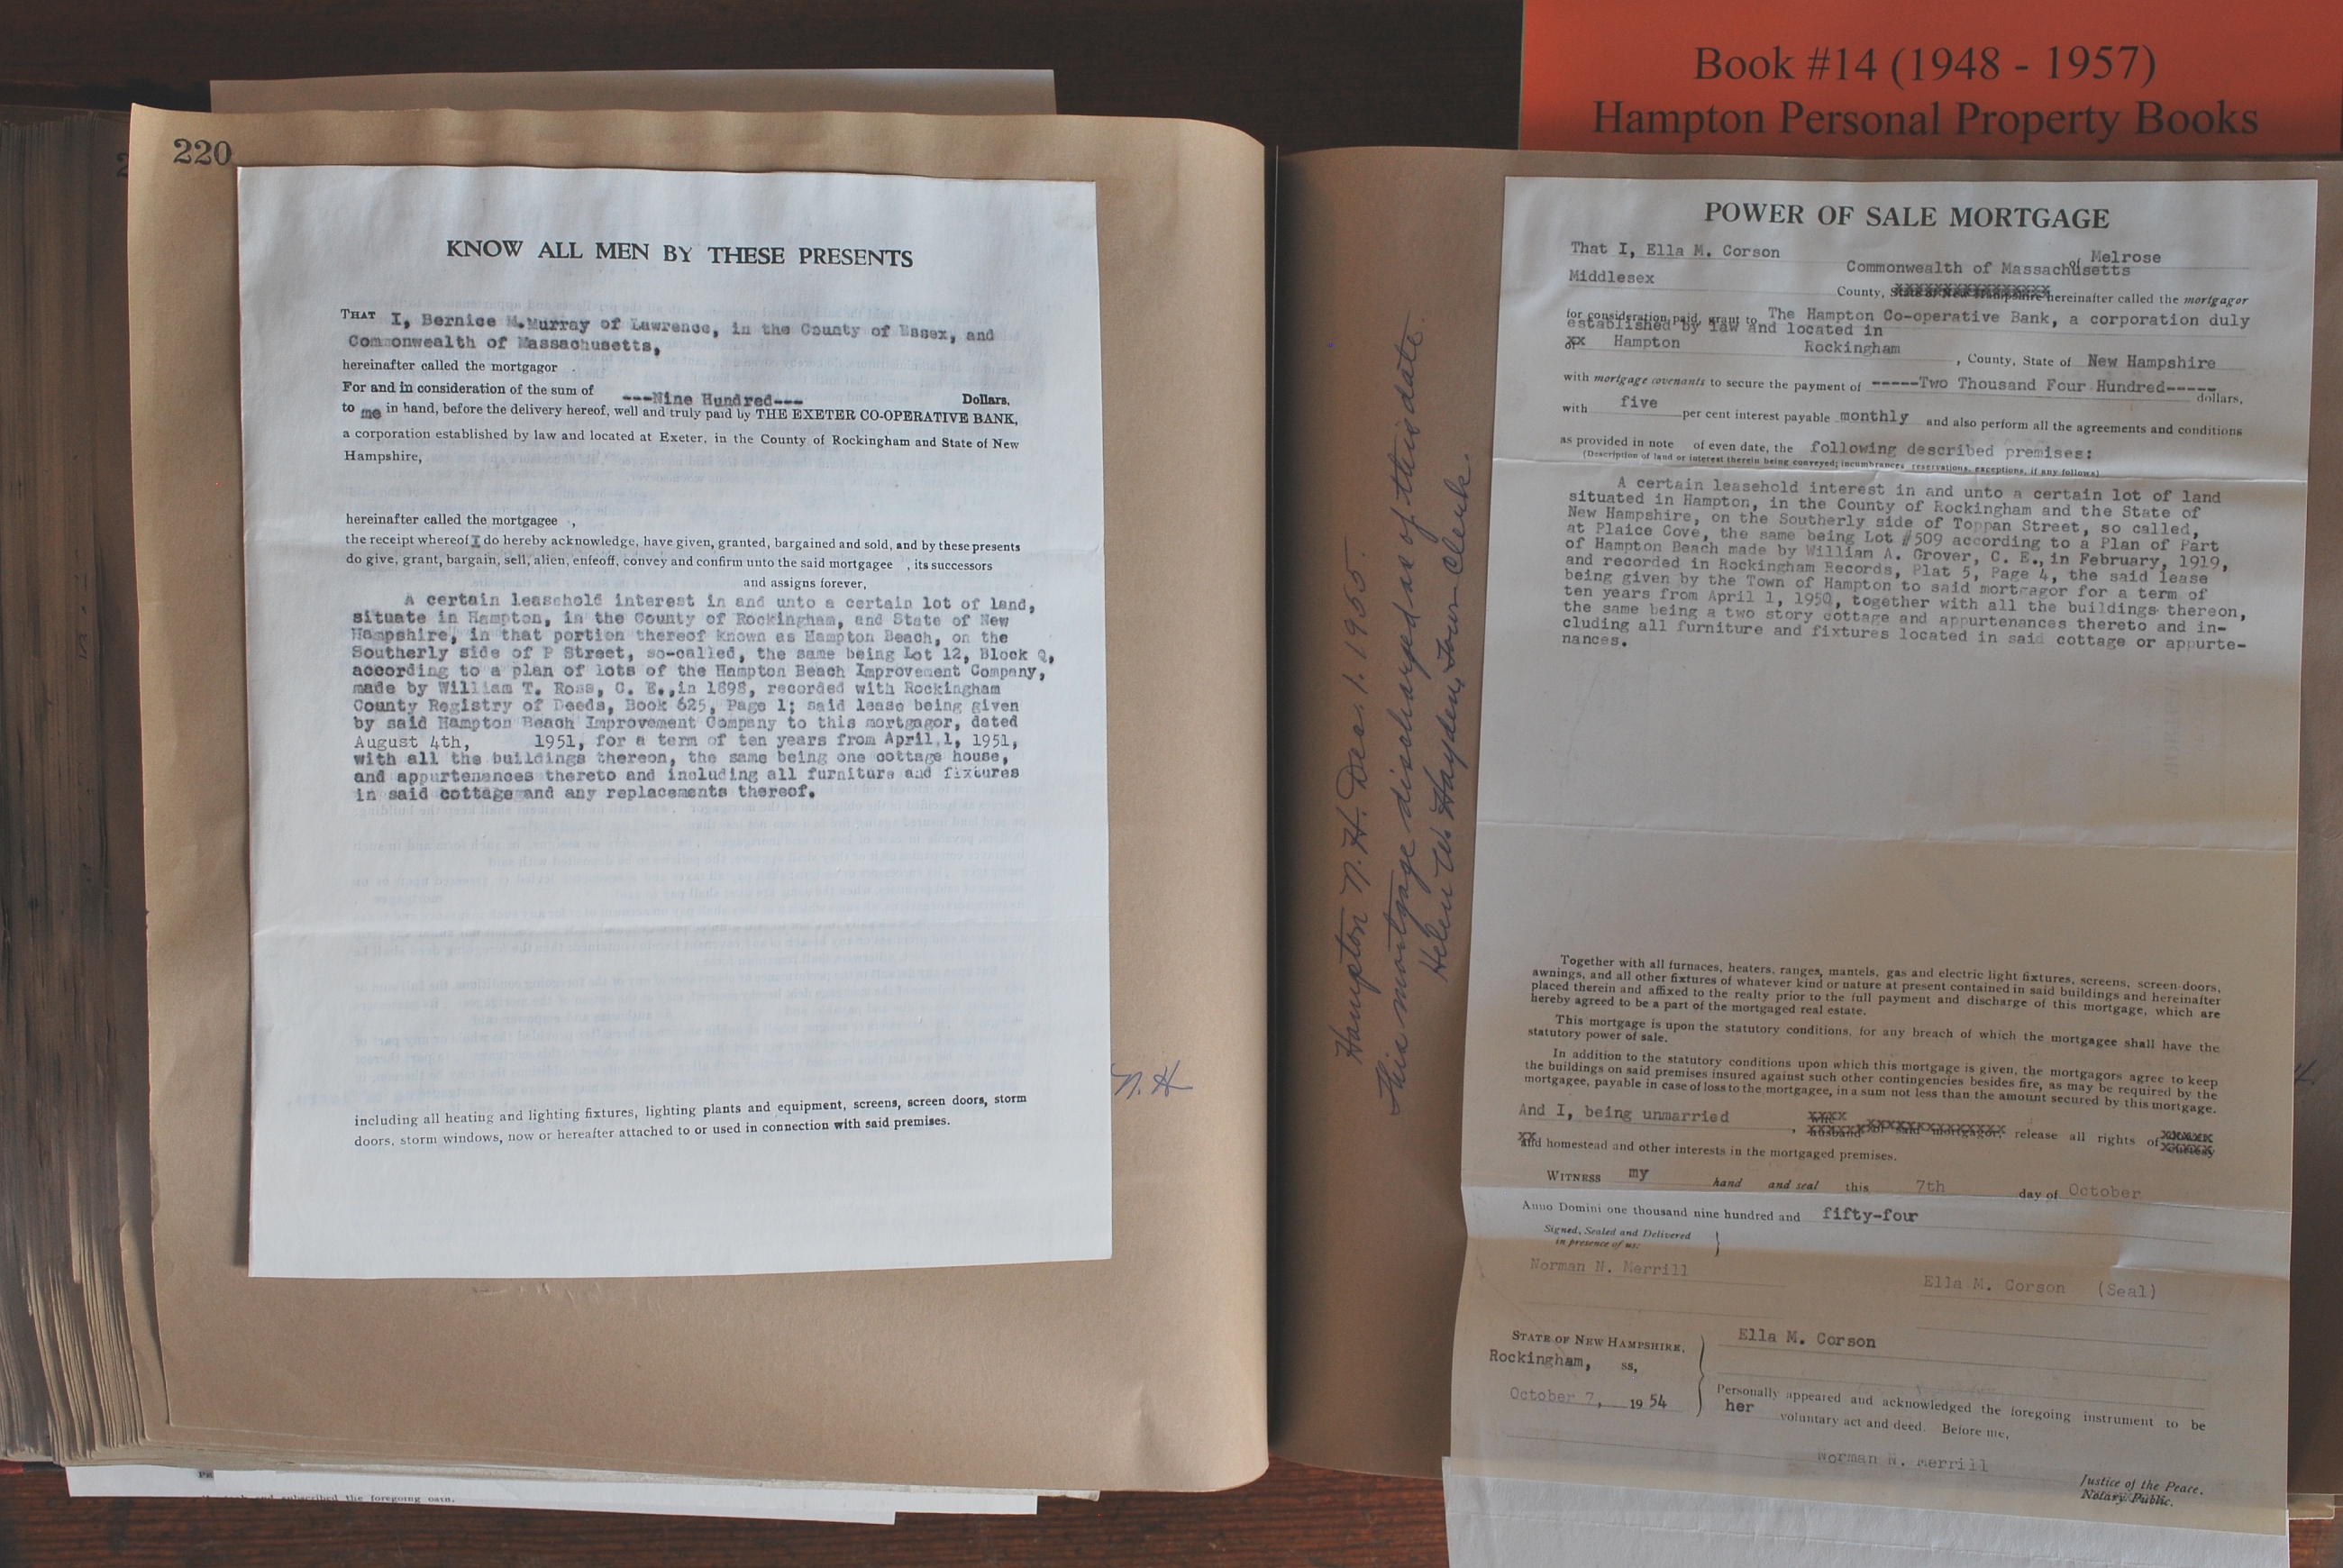 Book #14 (1948 - 1957)
Hampton Personal Property Books
220
KNOW ALL MEN BY THESE PRESENTS
THAT I, Bernice M. Murray of Lawrence, in the County of Essex, and
Commonwealth of Massachusetts,
hereinafter called the mortgagor
For and in consideration of the sum of ---Nine Hundred--- Dollars,
to me in hand, before the delivery hereof, well and truly paid by THE EXETER CO-OPERATIVE BANK,
a corporation established by law and located at Exeter, in the County of Rockingham and State of New
Hampshire,
hereinafter called the mortgagee ,
the receipt whereof I do hereby acknowledge, have given, granted, bargained and sold, and by these presents
do give, grant, bargain, sell, alien, enfeoff, convey and confirm unto the said mortgagee , its successors
and assigns forever,
A certain leasehold interest in and unto a certain lot of land,
situate in Hampton, in the County of Rockingham, and State of New
Hampshire, in that portion thereof known as Hampton Beach, on the
Southerly side of P Street, so-called, the same being Lot 12, Block Q,
according to a plan of lots of the Hampton Beach Improvement Company,
made by William T. Ross, C. E., in 1898, recorded with Rockingham
County Registry of Deeds, Book 625, Page 1; said lease being given
by said Hampton Beach Improvement Company to this mortgagor, dated
August 4th, 1951, for a term of ten years from April 1, 1951,
with all the buildings thereon, the same being one cottage house,
and appurtenances thereto and including all furniture and fixtures
in said cottage and any replacements thereof.
including all heating and lighting fixtures, lighting plants and equipment, screens, screen doors, storm
doors, storm windows, now or hereafter attached to or used in connection with said premises.
N. H
Hampton N. H. Dec. 1. 1955.
This mortgage discharged as of this date.
Helen W. Hayden, Town Clerk.
POWER OF SALE MORTGAGE
That I, Ella M. Corson of Melrose
Commonwealth of Massachusetts
Middlesex County, State of New Hampshire hereinafter called the mortgagor
for consideration paid, grant to The Hampton Co-operative Bank, a corporation duly
established by law and located in
of Hampton Rockingham , County, State of New Hampshire
with mortgage covenants to secure the payment of -----Two Thousand Four Hundred----- dollars,
with five per cent interest payable monthly and also perform all the agreements and conditions
as provided in note of even date, the following described premises:
(Description of land or interest therein being conveyed; incumbrances reservations, exceptions, if any follows)
A certain leasehold interest in and unto a certain lot of land
situated in Hampton, in the County of Rockingham and the State of
New Hampshire, on the Southerly side of Toppan Street, so called,
at Plaice Cove, the same being Lot #509 according to a Plan of Part
of Hampton Beach made by William A. Grover, C. E., in February, 1919,
and recorded in Rockingham Records, Plat 5, Page 4, the said lease
being given by the Town of Hampton to said mortgagor for a term of
ten years from April 1, 1950, together with all the buildings thereon,
the same being a two story cottage and appurtenances thereto and in-
cluding all furniture and fixtures located in said cottage or appurte-
nances.
Together with all furnaces, heaters, ranges, mantels, gas and electric light fixtures, screens, screen-doors,
awnings, and all other fixtures of whatever kind or nature at present contained in said buildings and hereinafter
placed therein and affixed to the realty prior to the full payment and discharge of this mortgage, which are
hereby agreed to be a part of the mortgaged real estate.
This mortgage is upon the statutory conditions, for any breach of which the mortgagee shall have the
statutory power of sale.
In addition to the statutory conditions upon which this mortgage is given, the mortgagors agree to keep
the buildings on said premises insured against such other contingencies besides fire, as may be required by the
mortgagee, payable in case of loss to the mortgagee, in a sum not less than the amount secured by this mortgage.
And I, being unmarried , wife husband of said mortgagor, release all rights of
and homestead and other interests in the mortgaged premises.
WITNESS my hand and seal this 7th day of October
Anno Domini one thousand nine hundred and fifty-four
Signed, Sealed and Delivered
in presence of us:
Norman N. Merrill
Ella M. Corson (Seal)
STATE OF NEW HAMPSHIRE, Ella M. Corson
Rockingham, ss,
October 7, 1954
Personally appeared and acknowledged the foregoing instrument to be
her voluntary act and deed. Before me,
Norman N. Merrill
Justice of the Peace.
Notary Public.
and subscribed the foregoing oath.